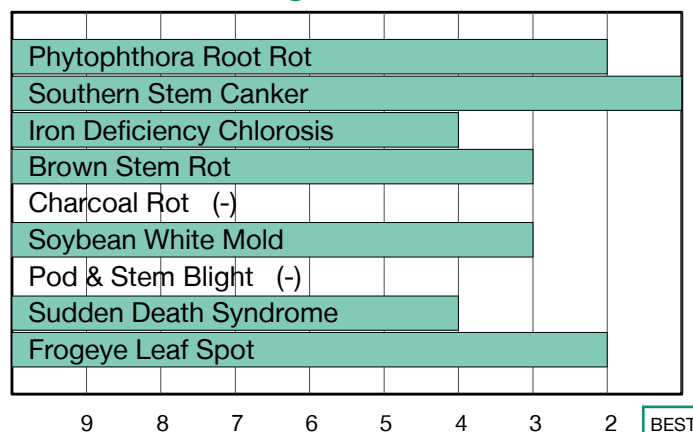 Phytophthora Root Rot
Southern Stem Canker
Iron Deficiency Chlorosis
Brown Stem Rot
Charcoal Rot (-)
Soybean White Mold
Pod & Stem Blight (-)
Sudden Death Syndrome
Frogeye Leaf Spot
9 8 7 6 5 4 3 2 BEST